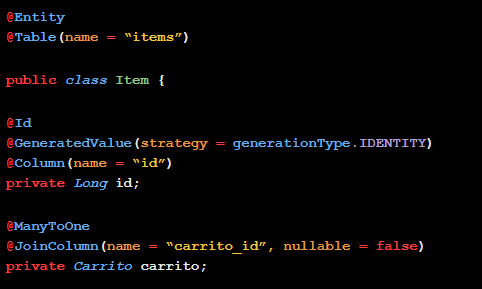 @Entity
@Table(name = “items”)
public class Item {
@Id
@GeneratedValue(strategy = generationType.IDENTITY)
@Column(name = “id”)
private Long id;
@ManyToOne
@JoinColumn(name = “carrito_id”, nullable = false)
private Carrito carrito;